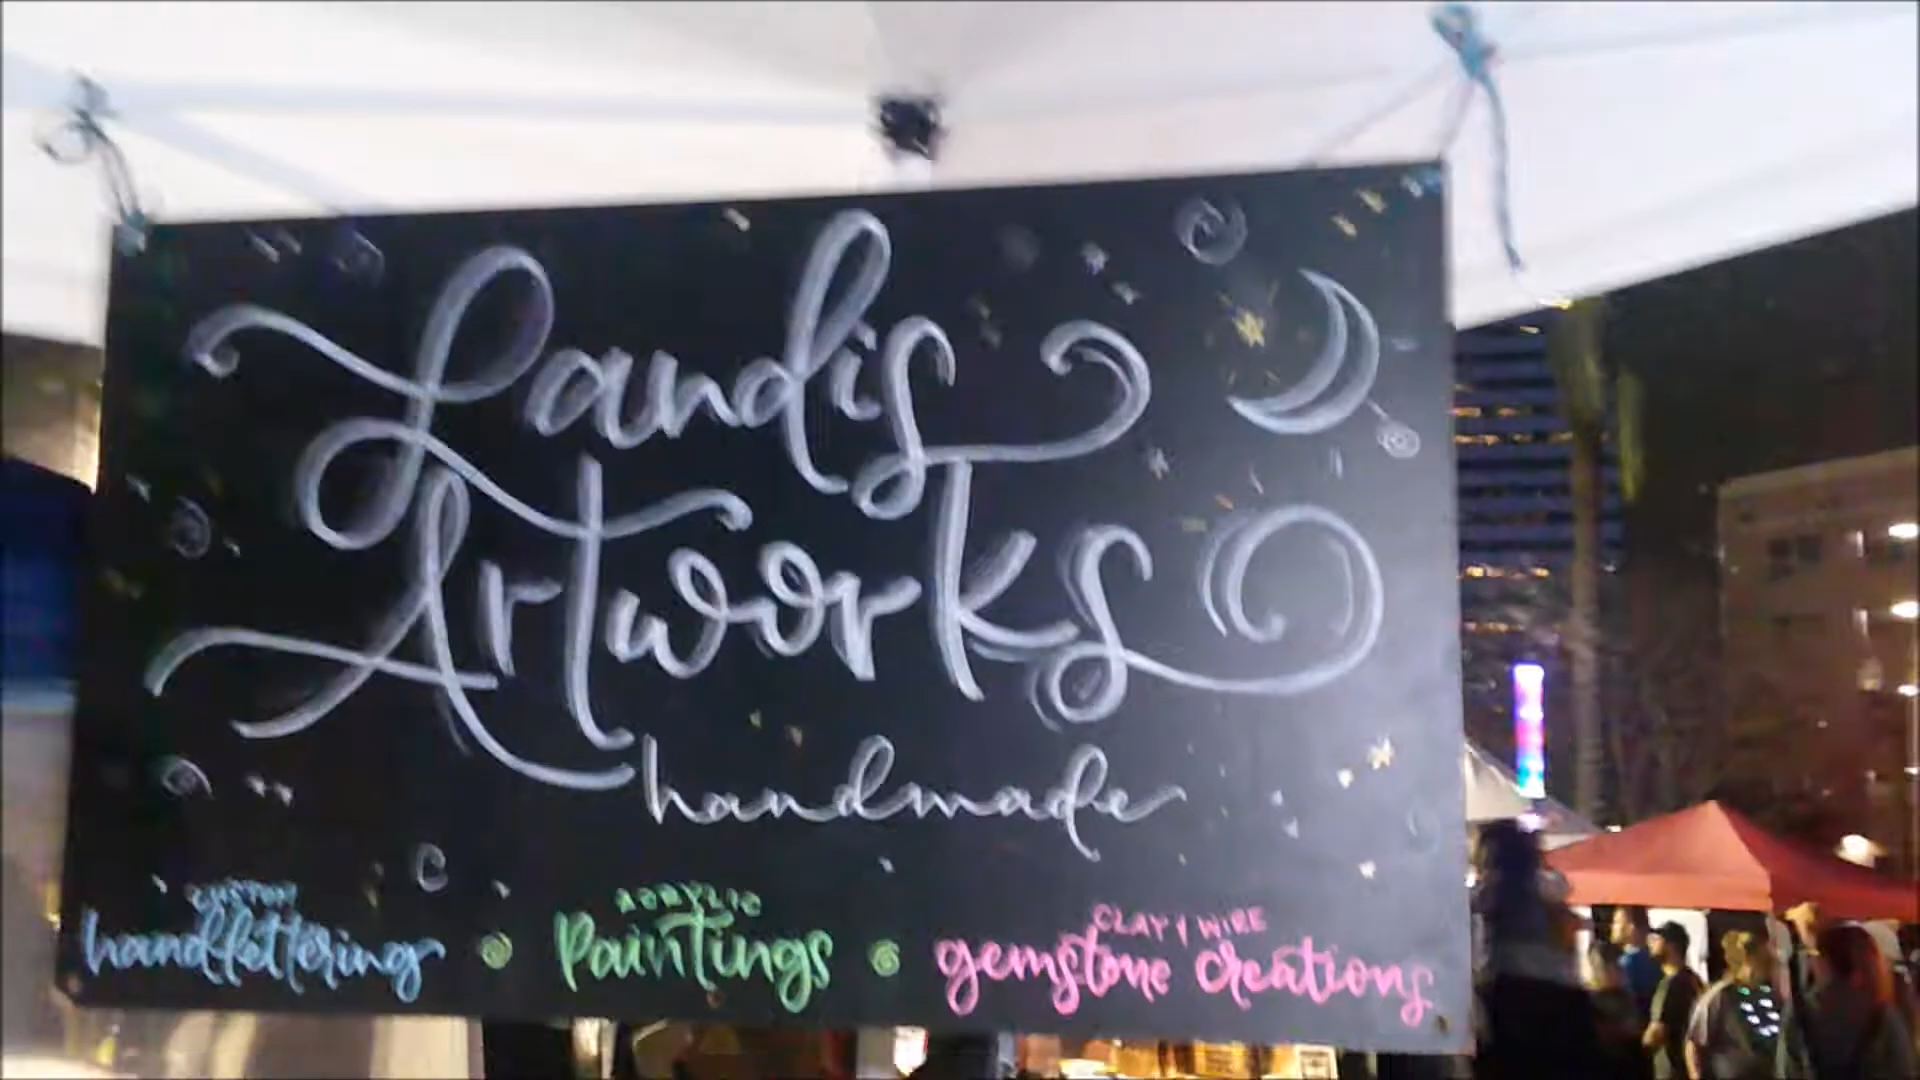 Landis
Artworks
handmade
CUSTOM
handlettering
ACRYLIC
Paintings
CLAY & WIRE
gemstone creations